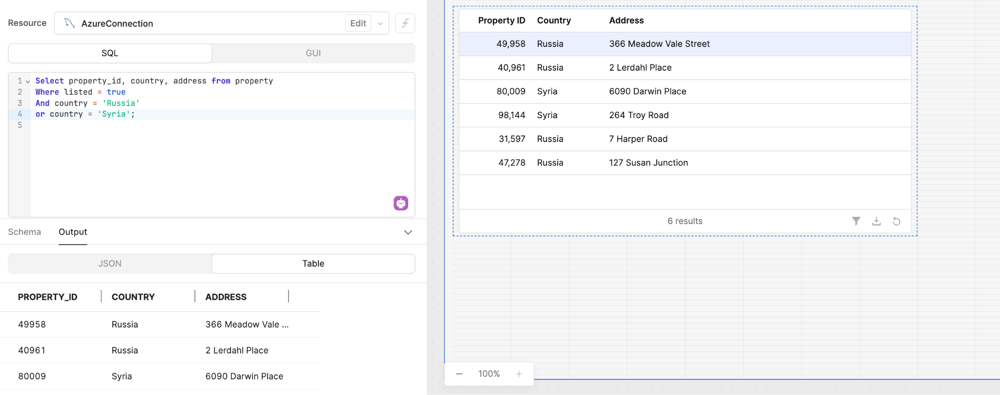 Resource
AzureConnection
Edit
SQL
GUI
1 Select property_id, country, address from property
2 Where listed = true
3 And country = 'Russia'
4 or country = 'Syria';
5
Schema
Output
JSON
Table
PROPERTY_ID COUNTRY ADDRESS
49958 Russia 366 Meadow Vale ...
40961 Russia 2 Lerdahl Place
80009 Syria 6090 Darwin Place
Property ID Country Address
49,958 Russia 366 Meadow Vale Street
40,961 Russia 2 Lerdahl Place
80,009 Syria 6090 Darwin Place
98,144 Syria 264 Troy Road
31,597 Russia 7 Harper Road
47,278 Russia 127 Susan Junction
6 results
− 100% +